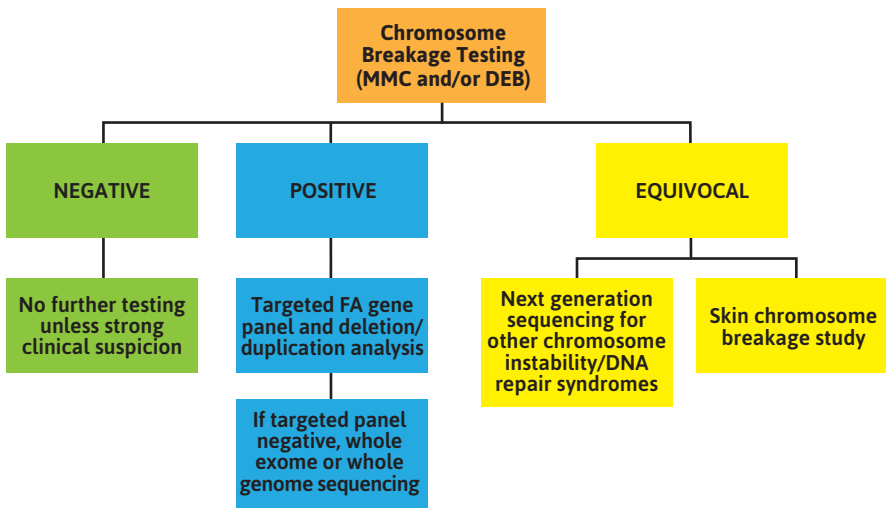 Chromosome
Breakage Testing
(MMC and/or DEB)
NEGATIVE
POSITIVE
EQUIVOCAL
No further testing
unless strong
clinical suspicion
Targeted FA gene
panel and deletion/
duplication analysis
Next generation
sequencing for
other chromosome
instability/DNA
repair syndromes
Skin chromosome
breakage study
If targeted panel
negative, whole
exome or whole
genome sequencing